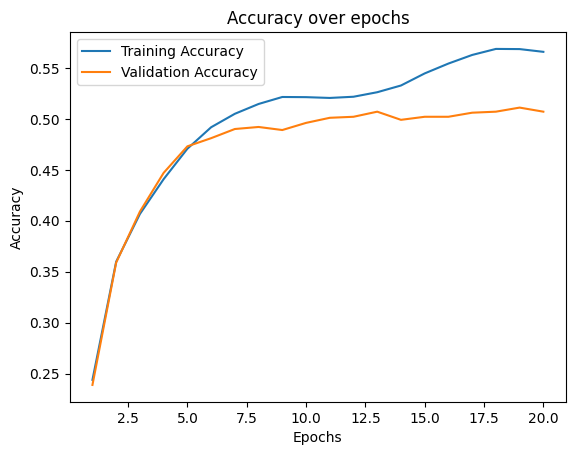 Accuracy over epochs
Training Accuracy
Validation Accuracy
Accuracy
0.55
0.50
0.45
0.40
0.35
0.30
0.25
2.5 5.0 7.5 10.0 12.5 15.0 17.5 20.0
Epochs